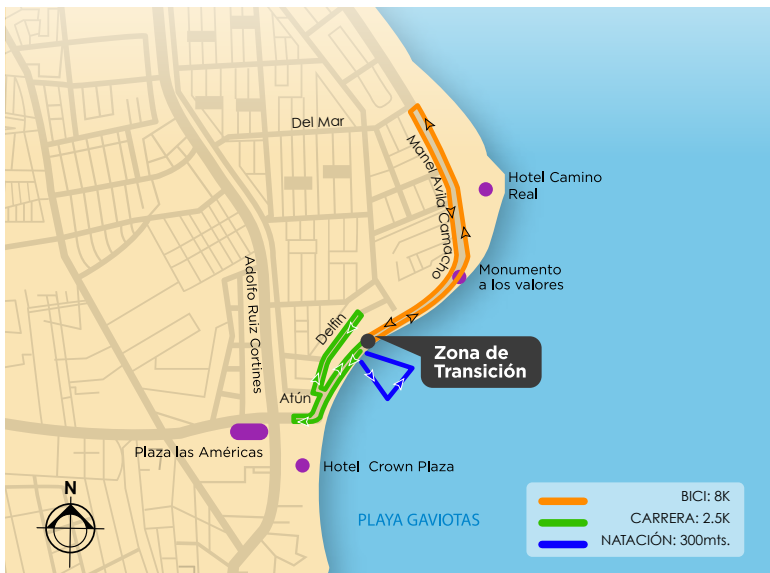 Del Mar
Manel Avila Camacho
Hotel Camino
Real
Monumento
a los valores
Adolfo Ruiz Cortines
Delfin
Zona de
Transición
Atún
Plaza las Américas
Hotel Crown Plaza
N
PLAYA GAVIOTAS
BICI: 8K
CARRERA: 2.5K
NATACIÓN: 300mts.